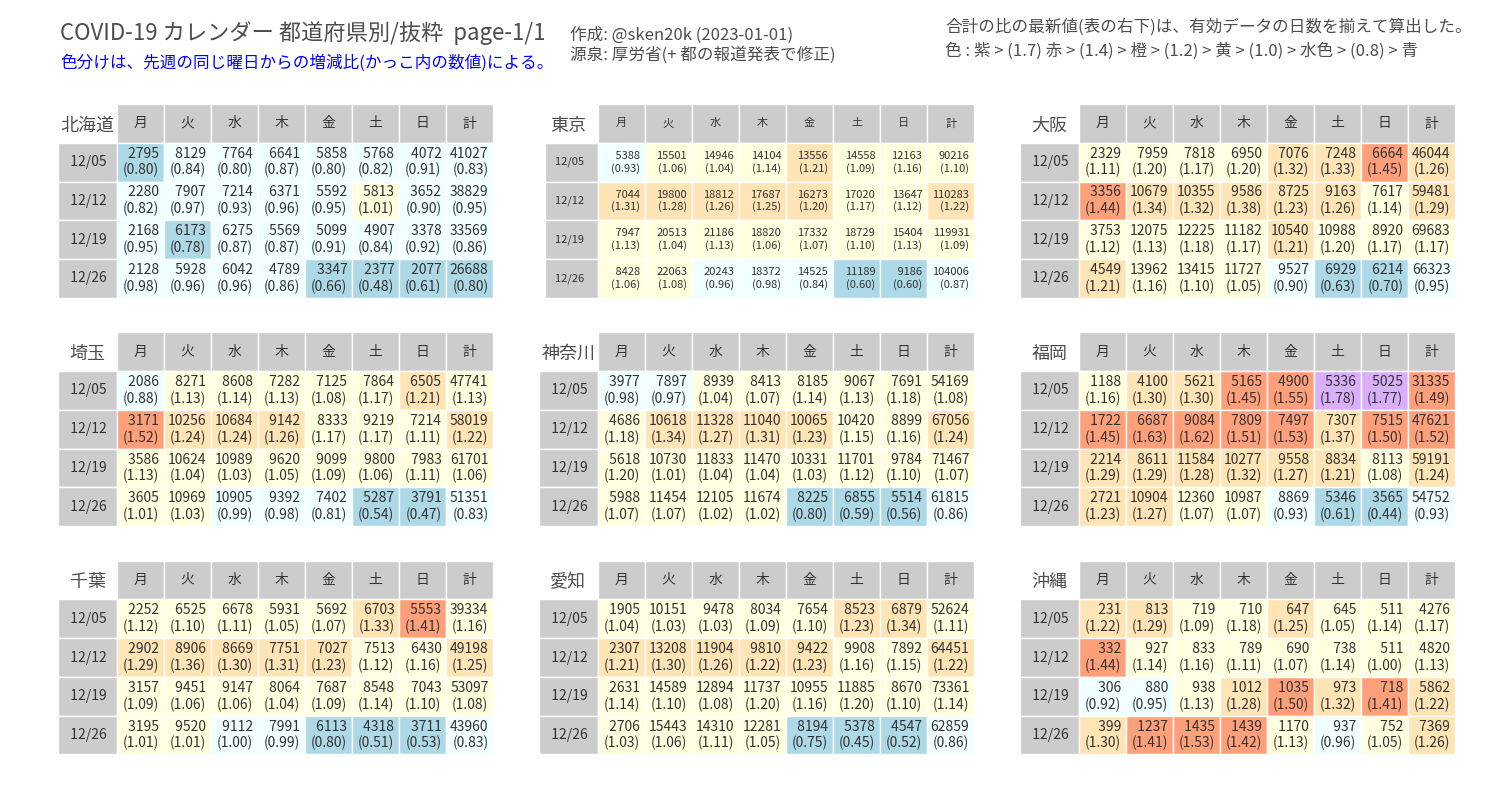 COVID-19 カレンダー 都道府県別/抜粋 page-1/1
色分けは、先週の同じ曜日からの増減比(かっこ内の数値)による。
作成: @sken20k (2023-01-01)
源泉: 厚労省(+ 都の報道発表で修正)
合計の比の最新値(表の右下)は、有効データの日数を揃えて算出した。
色 : 紫 > (1.7) 赤 > (1.4) > 橙 > (1.2) > 黄 > (1.0) > 水色 > (0.8) > 青
北海道 月 火 水 木 金 土 日 計
12/05 2795 8129 7764 6641 5858 5768 4072 41027
(0.80) (0.84) (0.80) (0.87) (0.80) (0.82) (0.91) (0.83)
12/12 2280 7907 7214 6371 5592 5813 3652 38829
(0.82) (0.97) (0.93) (0.96) (0.95) (1.01) (0.90) (0.95)
12/19 2168 6173 6275 5569 5099 4907 3378 33569
(0.95) (0.78) (0.87) (0.87) (0.91) (0.84) (0.92) (0.86)
12/26 2128 5928 6042 4789 3347 2377 2077 26688
(0.98) (0.96) (0.96) (0.86) (0.66) (0.48) (0.61) (0.80)
東京 月 火 水 木 金 土 日 計
12/05 5388 15501 14946 14104 13556 14558 12163 90216
(0.93) (1.06) (1.04) (1.04) (1.21) (1.09) (1.16) (1.10)
12/12 7044 19800 18812 17687 16273 17020 13647 110283
(1.31) (1.28) (1.26) (1.25) (1.20) (1.17) (1.12) (1.22)
12/19 7947 20513 21186 18820 17332 18729 15404 119931
(1.13) (1.04) (1.13) (1.06) (1.07) (1.10) (1.13) (1.09)
12/26 8428 22063 20243 18372 14525 11189 9186 104006
(1.06) (1.08) (0.96) (0.98) (0.84) (0.60) (0.60) (0.87)
大阪 月 火 水 木 金 土 日 計
12/05 2329 7959 7818 6950 7076 7248 6664 46044
(1.11) (1.20) (1.17) (1.20) (1.32) (1.33) (1.45) (1.26)
12/12 3356 10679 10355 9586 8725 9163 7617 59481
(1.44) (1.34) (1.32) (1.38) (1.23) (1.26) (1.14) (1.29)
12/19 3753 12075 12225 11182 10540 10988 8920 69683
(1.12) (1.13) (1.18) (1.17) (1.21) (1.20) (1.17) (1.17)
12/26 4549 13962 13415 11727 9527 6929 6214 66323
(1.21) (1.16) (1.10) (1.05) (0.90) (0.63) (0.70) (0.95)
埼玉 月 火 水 木 金 土 日 計
12/05 2086 8271 8608 7282 7125 7864 6505 47741
(0.88) (1.13) (1.14) (1.13) (1.08) (1.17) (1.21) (1.13)
12/12 3171 10256 10684 9142 8333 9219 7214 58019
(1.52) (1.24) (1.24) (1.26) (1.17) (1.17) (1.11) (1.22)
12/19 3586 10624 10989 9620 9099 9800 7983 61701
(1.13) (1.04) (1.03) (1.05) (1.09) (1.06) (1.11) (1.06)
12/26 3605 10969 10905 9392 7402 5287 3791 51351
(1.01) (1.03) (0.99) (0.98) (0.81) (0.54) (0.47) (0.83)
神奈川 月 火 水 木 金 土 日 計
12/05 3977 7897 8939 8413 8185 9067 7691 54169
(0.98) (0.97) (1.04) (1.07) (1.14) (1.13) (1.18) (1.08)
12/12 4686 10618 11328 11040 10065 10420 8899 67056
(1.18) (1.34) (1.27) (1.31) (1.23) (1.15) (1.16) (1.24)
12/19 5618 10730 11833 11470 10331 11701 9784 71467
(1.20) (1.01) (1.04) (1.04) (1.03) (1.12) (1.10) (1.07)
12/26 5988 11454 12105 11674 8225 6855 5514 61815
(1.07) (1.07) (1.02) (1.02) (0.80) (0.59) (0.56) (0.86)
福岡 月 火 水 木 金 土 日 計
12/05 1188 4100 5621 5165 4900 5336 5025 31335
(1.16) (1.30) (1.30) (1.45) (1.55) (1.78) (1.77) (1.49)
12/12 1722 6687 9084 7809 7497 7307 7515 47621
(1.45) (1.63) (1.62) (1.51) (1.53) (1.37) (1.50) (1.52)
12/19 2214 8611 11584 10277 9558 8834 8113 59191
(1.29) (1.29) (1.28) (1.32) (1.27) (1.21) (1.08) (1.24)
12/26 2721 10904 12360 10987 8869 5346 3565 54752
(1.23) (1.27) (1.07) (1.07) (0.93) (0.61) (0.44) (0.93)
千葉 月 火 水 木 金 土 日 計
12/05 2252 6525 6678 5931 5692 6703 5553 39334
(1.12) (1.10) (1.11) (1.05) (1.07) (1.33) (1.41) (1.16)
12/12 2902 8906 8669 7751 7027 7513 6430 49198
(1.29) (1.36) (1.30) (1.31) (1.23) (1.12) (1.16) (1.25)
12/19 3157 9451 9147 8064 7687 8548 7043 53097
(1.09) (1.06) (1.06) (1.04) (1.09) (1.14) (1.10) (1.08)
12/26 3195 9520 9112 7991 6113 4318 3711 43960
(1.01) (1.01) (1.00) (0.99) (0.80) (0.51) (0.53) (0.83)
愛知 月 火 水 木 金 土 日 計
12/05 1905 10151 9478 8034 7654 8523 6879 52624
(1.04) (1.03) (1.03) (1.09) (1.10) (1.23) (1.34) (1.11)
12/12 2307 13208 11904 9810 9422 9908 7892 64451
(1.21) (1.30) (1.26) (1.22) (1.23) (1.16) (1.15) (1.22)
12/19 2631 14589 12894 11737 10955 11885 8670 73361
(1.14) (1.10) (1.08) (1.20) (1.16) (1.20) (1.10) (1.14)
12/26 2706 15443 14310 12281 8194 5378 4547 62859
(1.03) (1.06) (1.11) (1.05) (0.75) (0.45) (0.52) (0.86)
沖縄 月 火 水 木 金 土 日 計
12/05 231 813 719 710 647 645 511 4276
(1.22) (1.29) (1.09) (1.18) (1.25) (1.05) (1.14) (1.17)
12/12 332 927 833 789 690 738 511 4820
(1.44) (1.14) (1.16) (1.11) (1.07) (1.14) (1.00) (1.13)
12/19 306 880 938 1012 1035 973 718 5862
(0.92) (0.95) (1.13) (1.28) (1.50) (1.32) (1.41) (1.22)
12/26 399 1237 1435 1439 1170 937 752 7369
(1.30) (1.41) (1.53) (1.42) (1.13) (0.96) (1.05) (1.26)